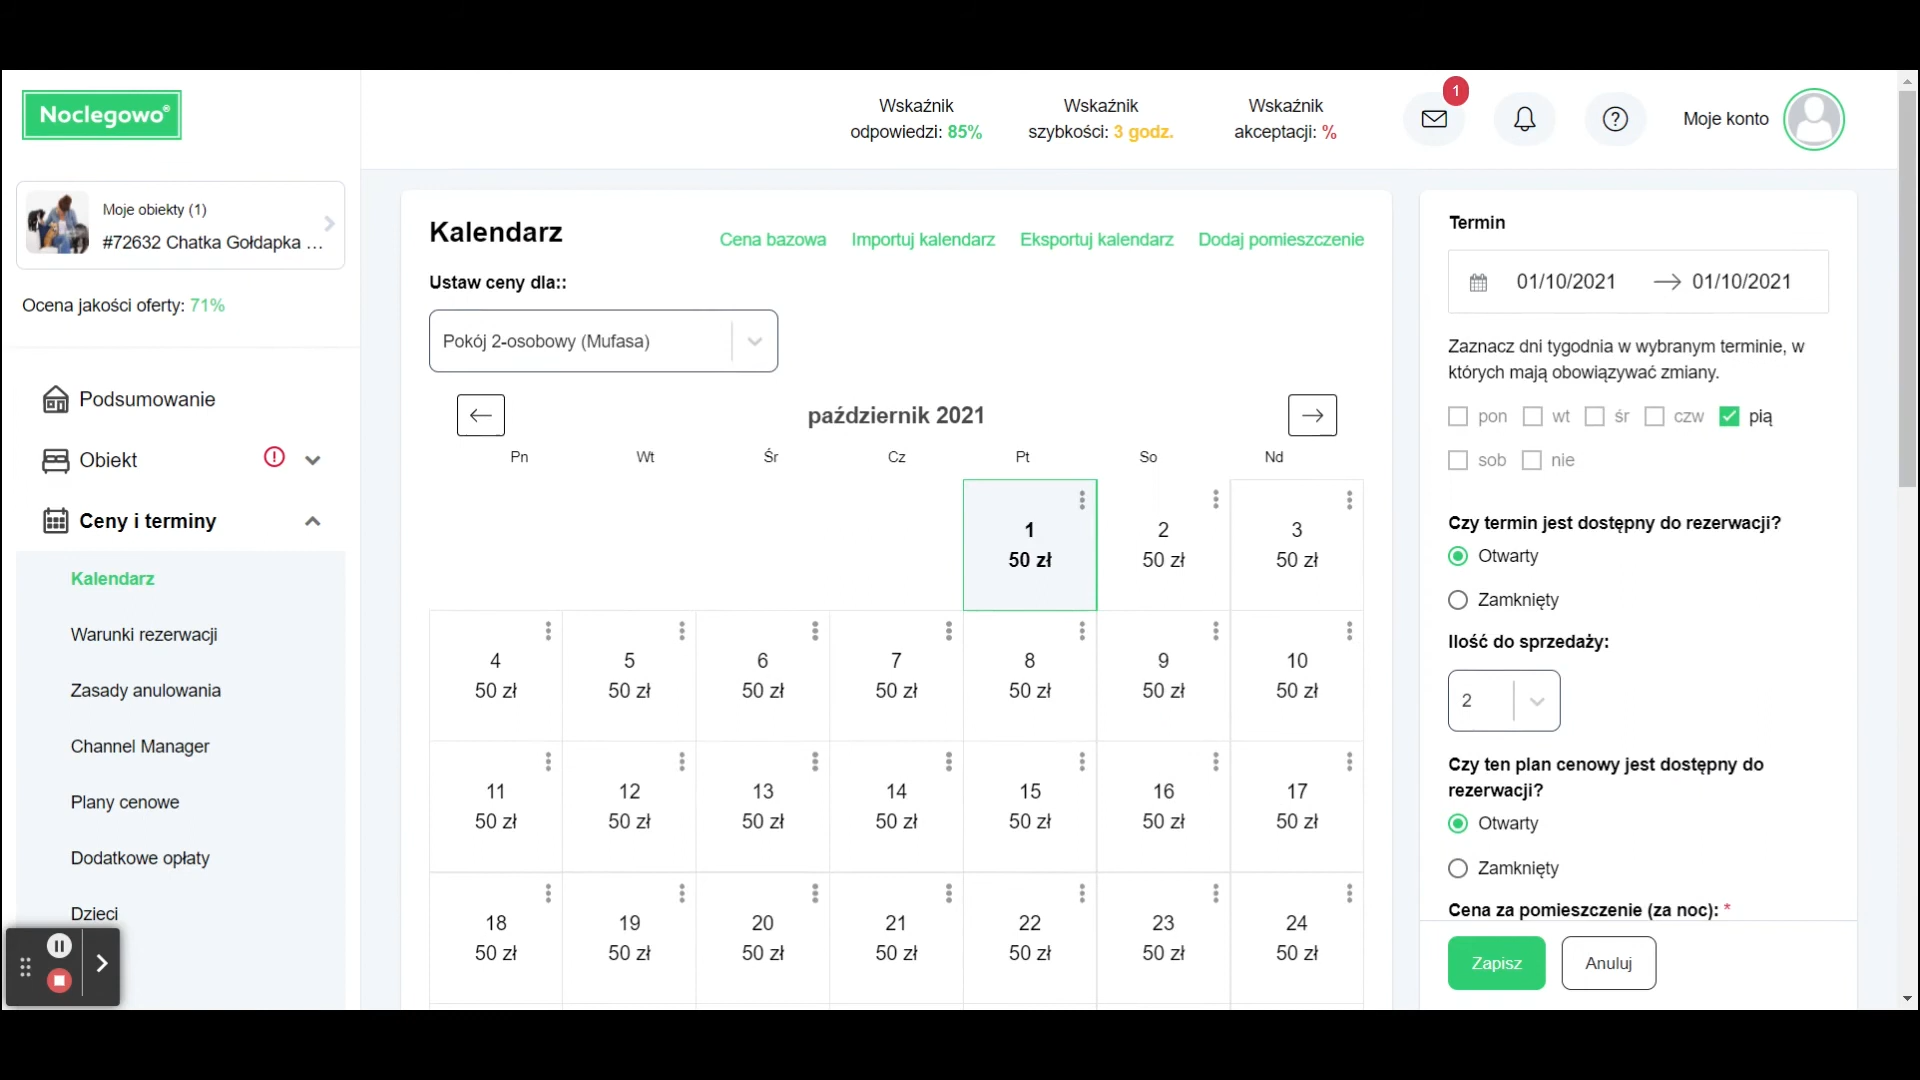 Noclegowo®
Wskaźnik
odpowiedzi: 85%
Wskaźnik
szybkości: 3 godz.
Wskaźnik
akceptacji: %
1
Moje konto
Moje obiekty (1)
#72632 Chatka Gołdapka ...
Ocena jakości oferty: 71%
Podsumowanie
Obiekt
Ceny i terminy
Kalendarz
Warunki rezerwacji
Zasady anulowania
Channel Manager
Plany cenowe
Dodatkowe opłaty
Dzieci
Kalendarz
Cena bazowa Importuj kalendarz Eksportuj kalendarz Dodaj pomieszczenie
Ustaw ceny dla::
Pokój 2-osobowy (Mufasa)
październik 2021
Pn Wt Śr Cz Pt So Nd
1 2 3
50 zł 50 zł 50 zł
4 5 6 7 8 9 10
50 zł 50 zł 50 zł 50 zł 50 zł 50 zł 50 zł
11 12 13 14 15 16 17
50 zł 50 zł 50 zł 50 zł 50 zł 50 zł 50 zł
18 19 20 21 22 23 24
50 zł 50 zł 50 zł 50 zł 50 zł 50 zł 50 zł
Termin
01/10/2021 → 01/10/2021
Zaznacz dni tygodnia w wybranym terminie, w
których mają obowiązywać zmiany.
pon wt śr czw pią
sob nie
Czy termin jest dostępny do rezerwacji?
Otwarty
Zamknięty
Ilość do sprzedaży:
2
Czy ten plan cenowy jest dostępny do
rezerwacji?
Otwarty
Zamknięty
Cena za pomieszczenie (za noc): *
Zapisz Anuluj